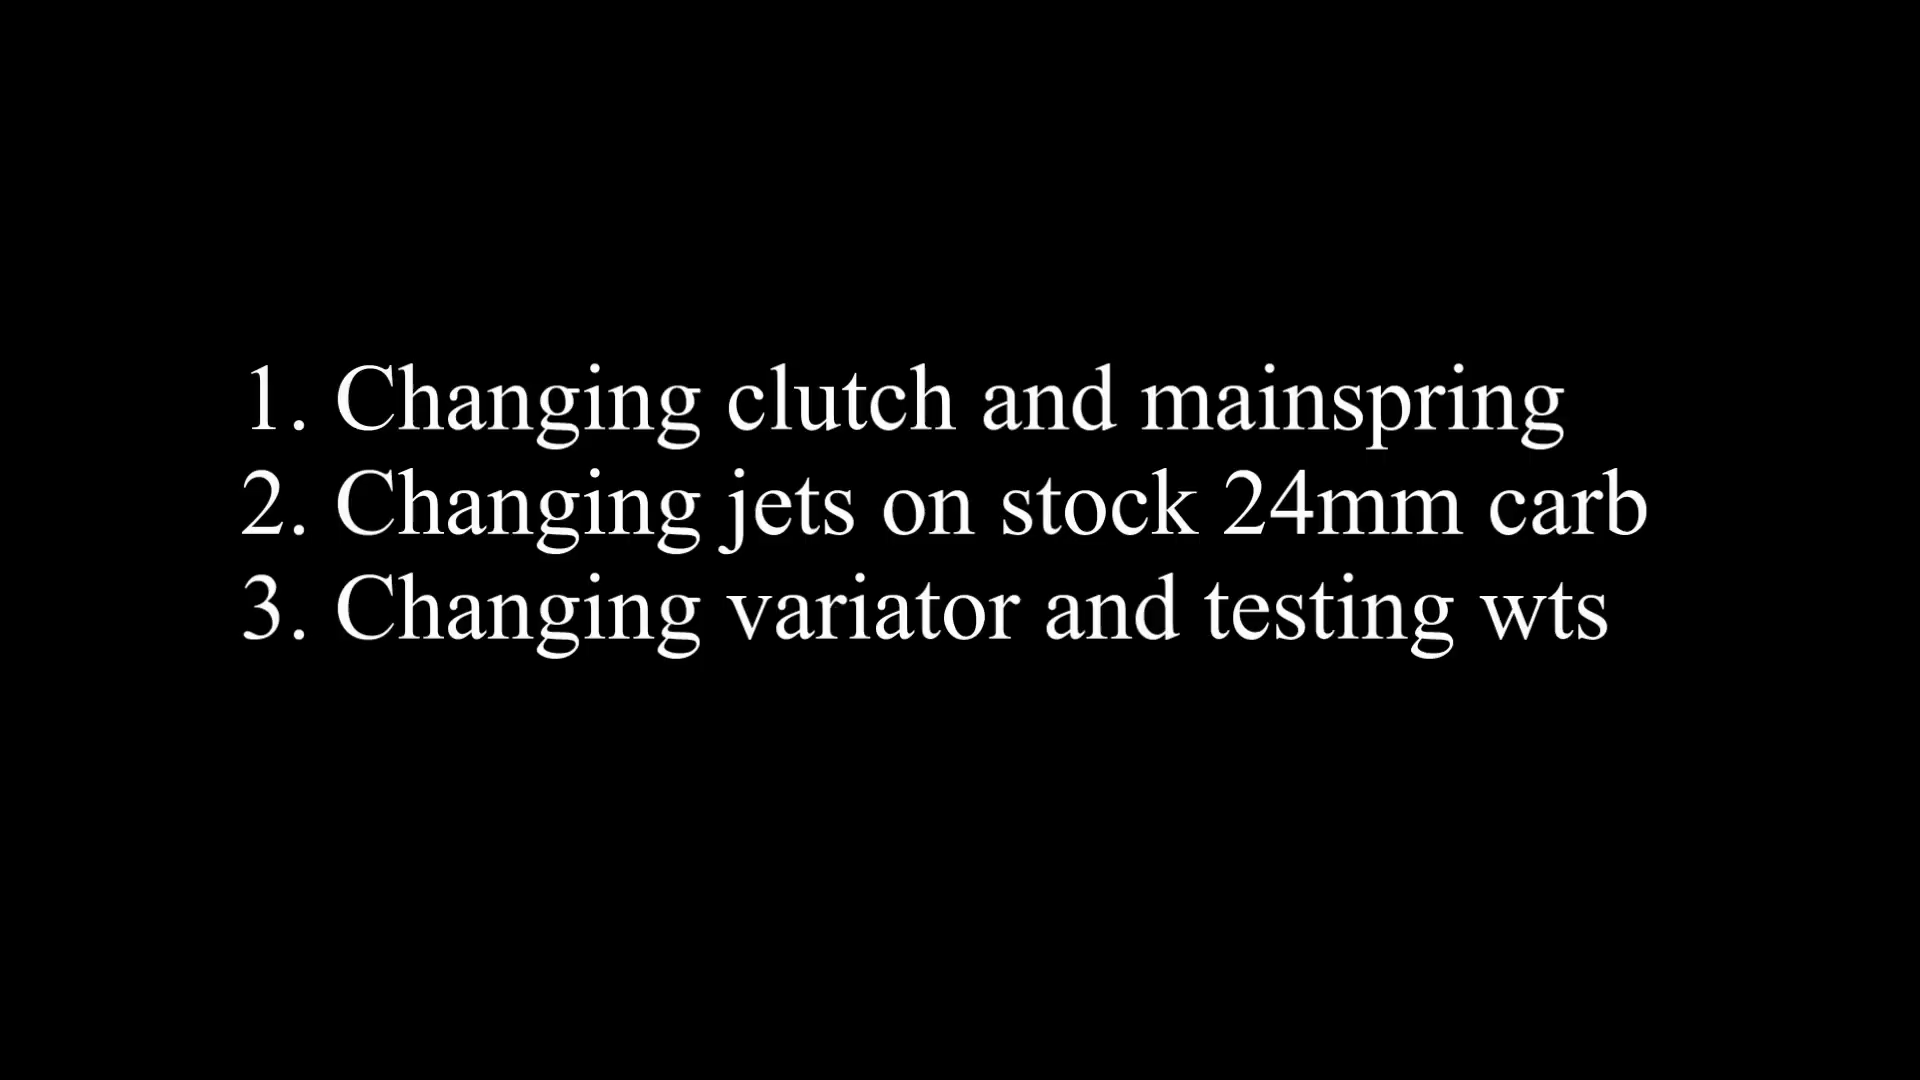 1. Changing clutch and mainspring
2. Changing jets on stock 24mm carb
3. Changing variator and testing wts